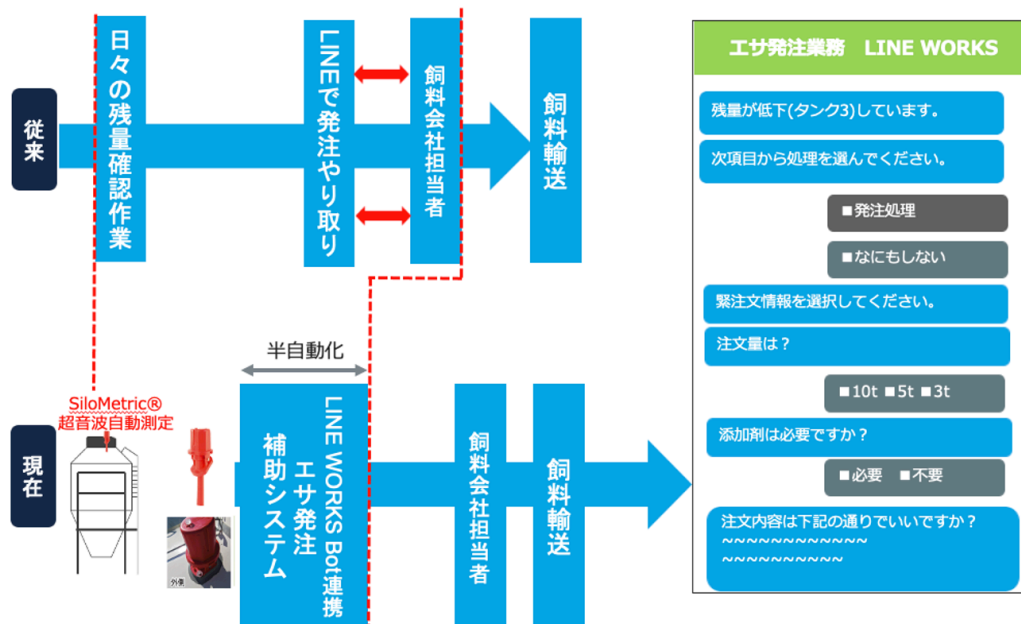 従来
日々の残量確認作業
LINEで発注やり取り
飼料会社担当者
飼料輸送
半自動化
SiloMetric®
超音波自動測定
現在
外側
LINE WORKS Bot連携
エサ発注
補助システム
飼料会社担当者
飼料輸送
エサ発注業務 LINE WORKS
残量が低下(タンク3)しています。
次項目から処理を選んでください。
■発注処理
■なにもしない
緊注文情報を選択してください。
注文量は？
■10t ■5t ■3t
添加剤は必要ですか？
■必要 ■不要
注文内容は下記の通りでいいですか？
~~~~~~~~~~~~
~~~~~~~~~~